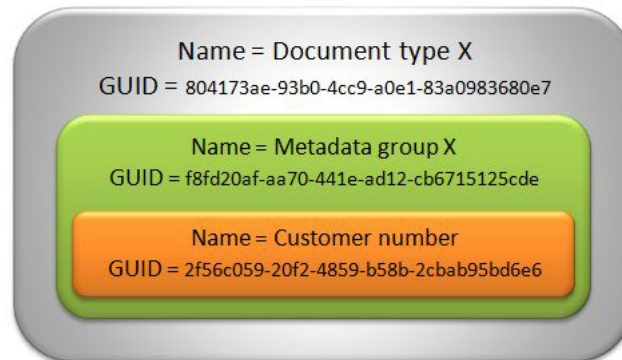 Name = Document type X
GUID = 804173ae-93b0-4cc9-a0e1-83a0983680e7
Name = Metadata group X
GUID = f8fd20af-aa70-441e-ad12-cb6715125cde
Name = Customer number
GUID = 2f56c059-20f2-4859-b58b-2cbab95bd6e6